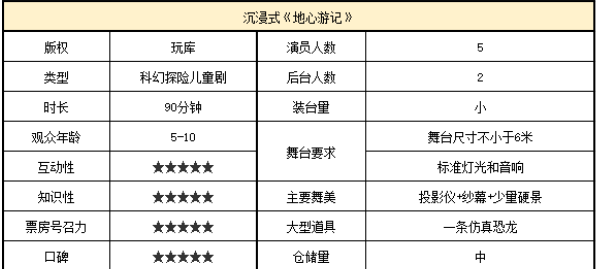 沉浸式《地心游记》
版权 玩库 演员人数 5
类型 科幻探险儿童剧 后台人数 2
时长 90分钟 装台量 小
观众年龄 5-10 舞台要求 舞台尺寸不小于6米
互动性 ★★★★★ 标准灯光和音响
知识性 ★★★★★ 主要舞美 投影仪+纱幕+少量硬景
票房号召力 ★★★★★ 大型道具 一条仿真恐龙
口碑 ★★★★★ 仓储量 中